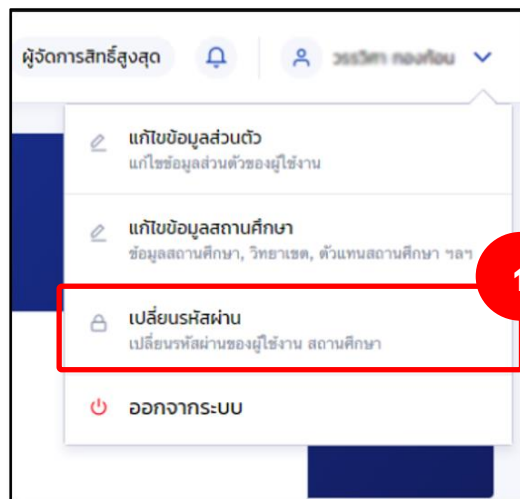 ผู้จัดการสิทธิ์สูงสุด
แก้ไขข้อมูลส่วนตัว
แก้ไขข้อมูลส่วนตัวของผู้ใช้งาน
แก้ไขข้อมูลสถานศึกษา
ข้อมูลสถานศึกษา, วิทยาเขต, ตัวแทนสถานศึกษา ฯลฯ
1
เปลี่ยนรหัสผ่าน
เปลี่ยนรหัสผ่านของผู้ใช้งาน สถานศึกษา
ออกจากระบบ